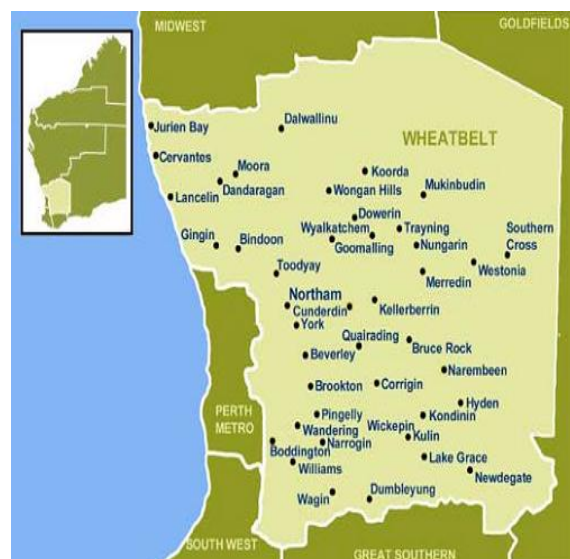 MIDWEST
GOLDFIELDS
Jurien Bay
Dalwallinu
WHEATBELT
Cervantes
Moora
Koorda
Dandaragan
Wongan Hills
Mukinbudin
Lancelin
Dowerin
Wyalkatchem
Trayning
Southern
Cross
Gingin
Bindoon
Goomalling
Nungarin
Toodyay
Westonia
Merredin
Northam
Cunderdin
Kellerberrin
York
Quairading
Bruce Rock
Beverley
Narembeen
Brookton
Corrigin
Hyden
PERTH
METRO
Pingelly
Kondinin
Wandering
Wickepin
Kulin
Narrogin
Boddington
Lake Grace
Williams
Newdegate
Wagin
Dumbleyung
SOUTH WEST
GREAT SOUTHERN